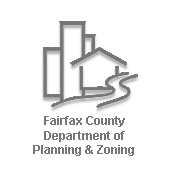 Fairfax County
Department of
Planning & Zoning